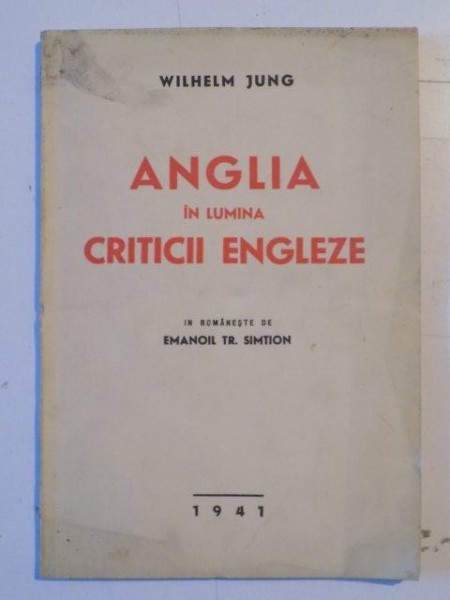 WILHELM JUNG
ANGLIA
ÎN LUMINA
CRITICII ENGLEZE
IN ROMÂNEȘTE DE
EMANOIL TR. SIMTION
1941